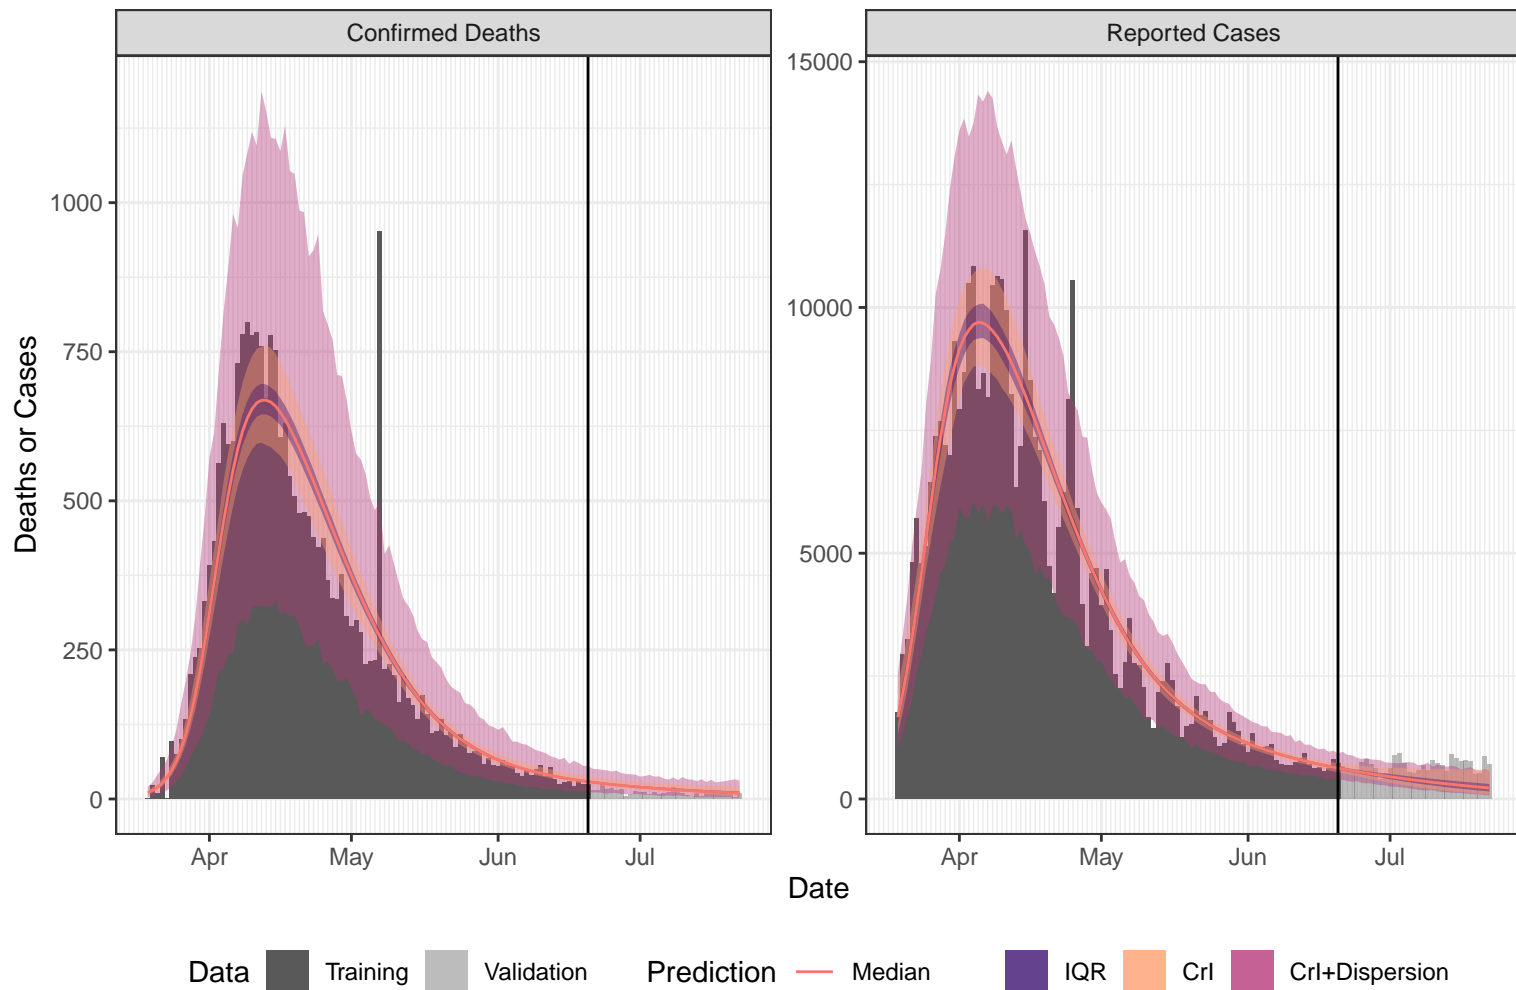 Confirmed Deaths
Reported Cases
Deaths or Cases
1000
750
500
250
0
15000
10000
5000
0
Apr May Jun Jul
Apr May Jun Jul
Date
Data Training Validation Prediction Median IQR CrI CrI+Dispersion